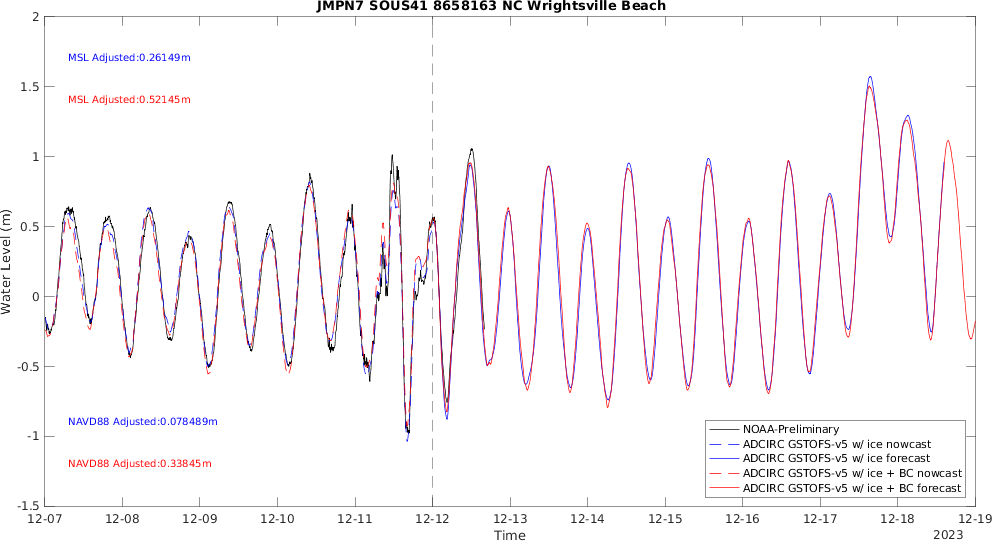 JMPN7 SOUS41 8658163 NC Wrightsville Beach
2
1.5
1
0.5
0
-0.5
-1
-1.5
Water Level (m)
MSL Adjusted:0.26149m
MSL Adjusted:0.52145m
NAVD88 Adjusted:0.078489m
NAVD88 Adjusted:0.33845m
NOAA-Preliminary
ADCIRC GSTOFS-v5 w/ ice nowcast
ADCIRC GSTOFS-v5 w/ ice forecast
ADCIRC GSTOFS-v5 w/ ice + BC nowcast
ADCIRC GSTOFS-v5 w/ ice + BC forecast
12-07 12-08 12-09 12-10 12-11 12-12 12-13 12-14 12-15 12-16 12-17 12-18 12-19
Time
2023